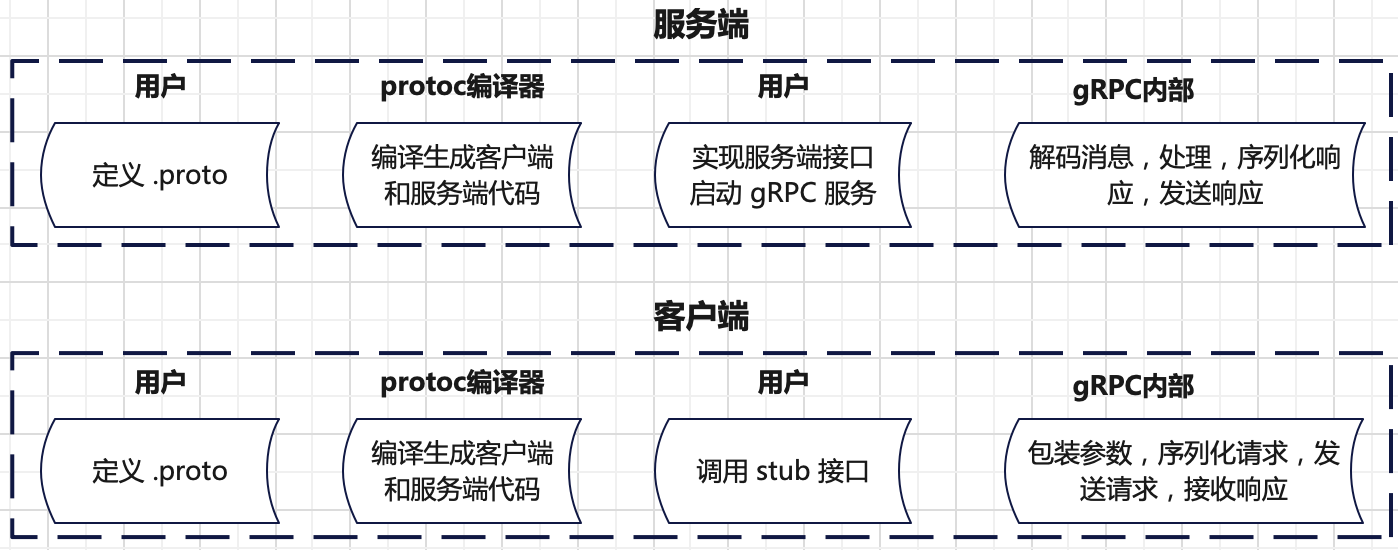 服务端
用户
protoc编译器
用户
gRPC内部
定义 .proto
编译生成客户端
和服务端代码
实现服务端接口
启动 gRPC 服务
解码消息，处理，序列化响
应，发送响应
客户端
用户
protoc编译器
用户
gRPC内部
定义 .proto
编译生成客户端
和服务端代码
调用 stub 接口
包装参数，序列化请求，发
送请求，接收响应